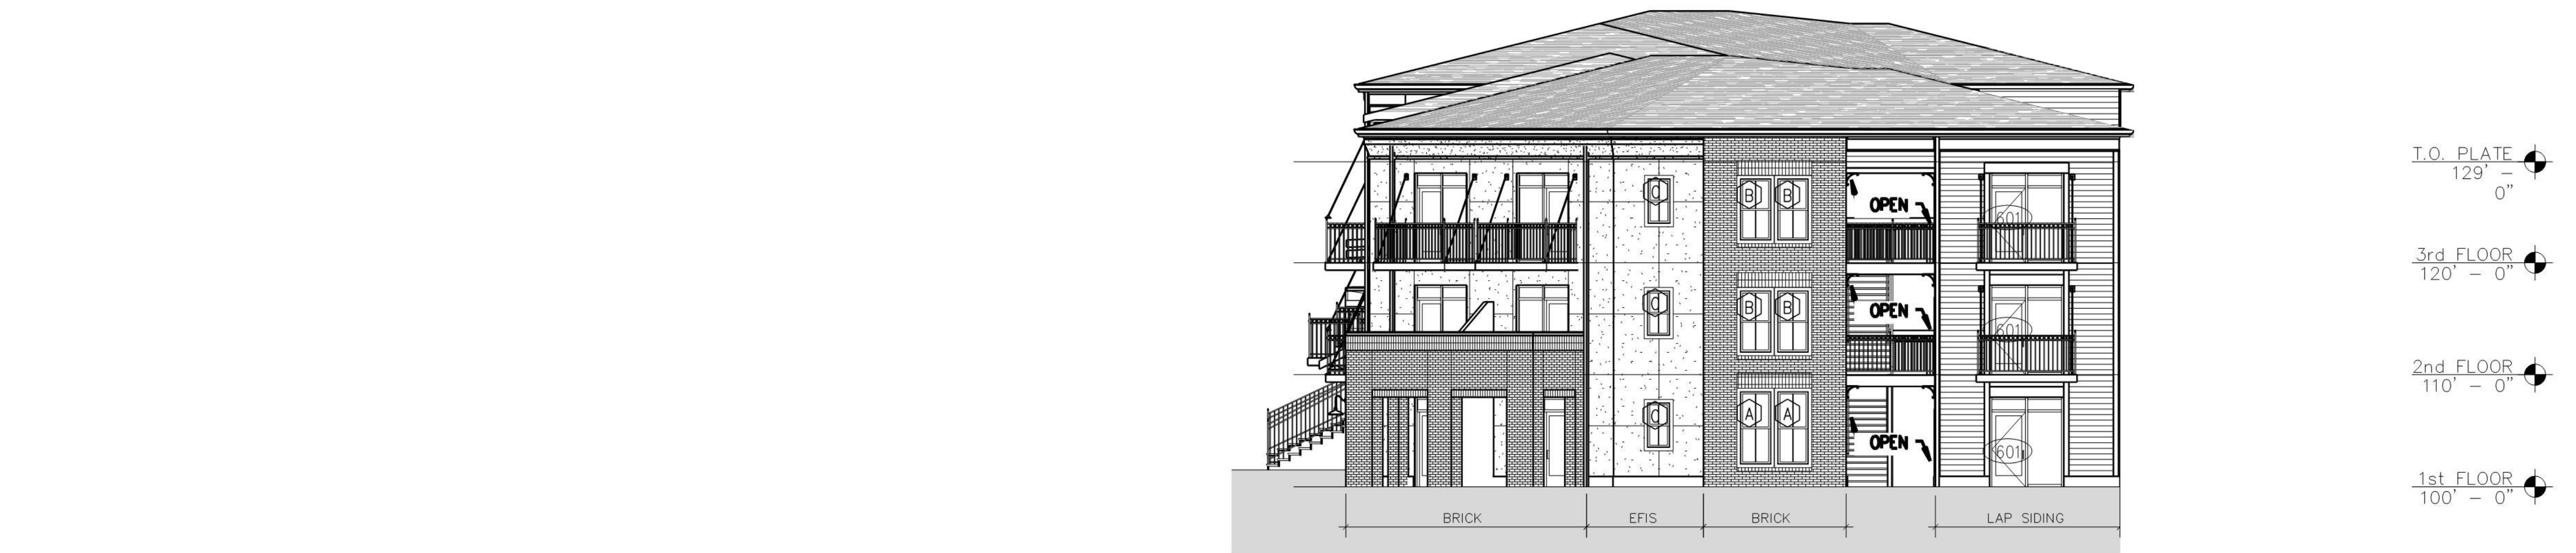 T.O. PLATE
129' –
0"
C
B B
OPEN
601
3rd FLOOR
120' – 0"
C
B B
OPEN
601
2nd FLOOR
110' – 0"
C
A A
OPEN
601
1st FLOOR
100' – 0"
BRICK
EFIS
BRICK
LAP SIDING